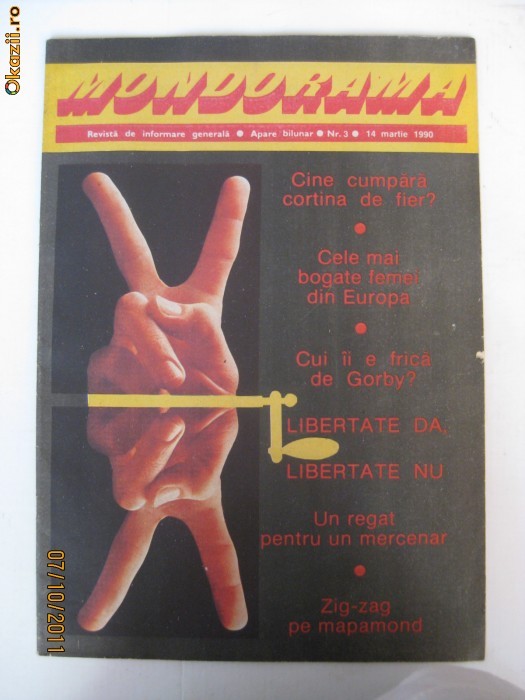 Okazii.ro
MONDORAMA
Revistă de informare generală ● Apare bilunar ● Nr. 3 ● 14 martie 1990
Cine cumpără
cortina de fier?
●
Cele mai
bogate femei
din Europa
●
Cui îi e frică
de Gorby?
LIBERTATE DA,
LIBERTATE NU
Un regat
pentru un mercenar
●
Zig-zag
pe mapamond
07/10/2011